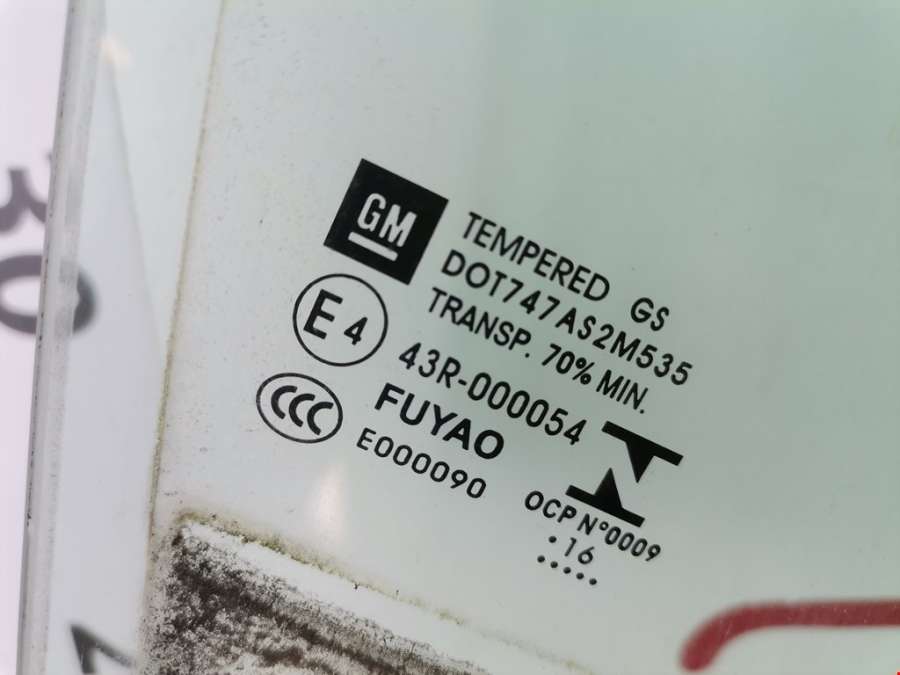 GM
TEMPERED GS
DOT747AS2M535
TRANSP. 70% MIN.
E4
43R-000054
CCC
FUYAO
E000090
OCP N°0009
.16
.....